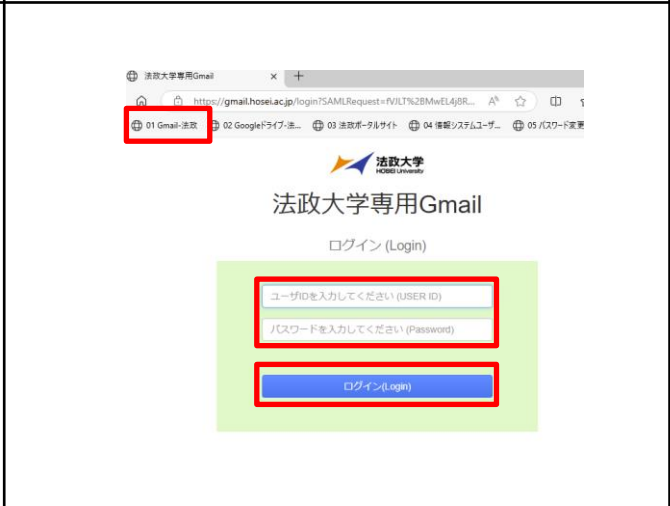 法政大学専用Gmail
https://gmail.hosei.ac.jp/login?SAMLRequest=fVJLT%2BMwEL4j8R...
01 Gmail-法政 02 Googleドライブ-法... 03 法政ポータルサイト 04 情報システムユーザ... 05 パスワード変更
法政大学
HOSEI University
法政大学専用Gmail
ログイン (Login)
ユーザIDを入力してください (USER ID)
パスワードを入力してください (Password)
ログイン(Login)